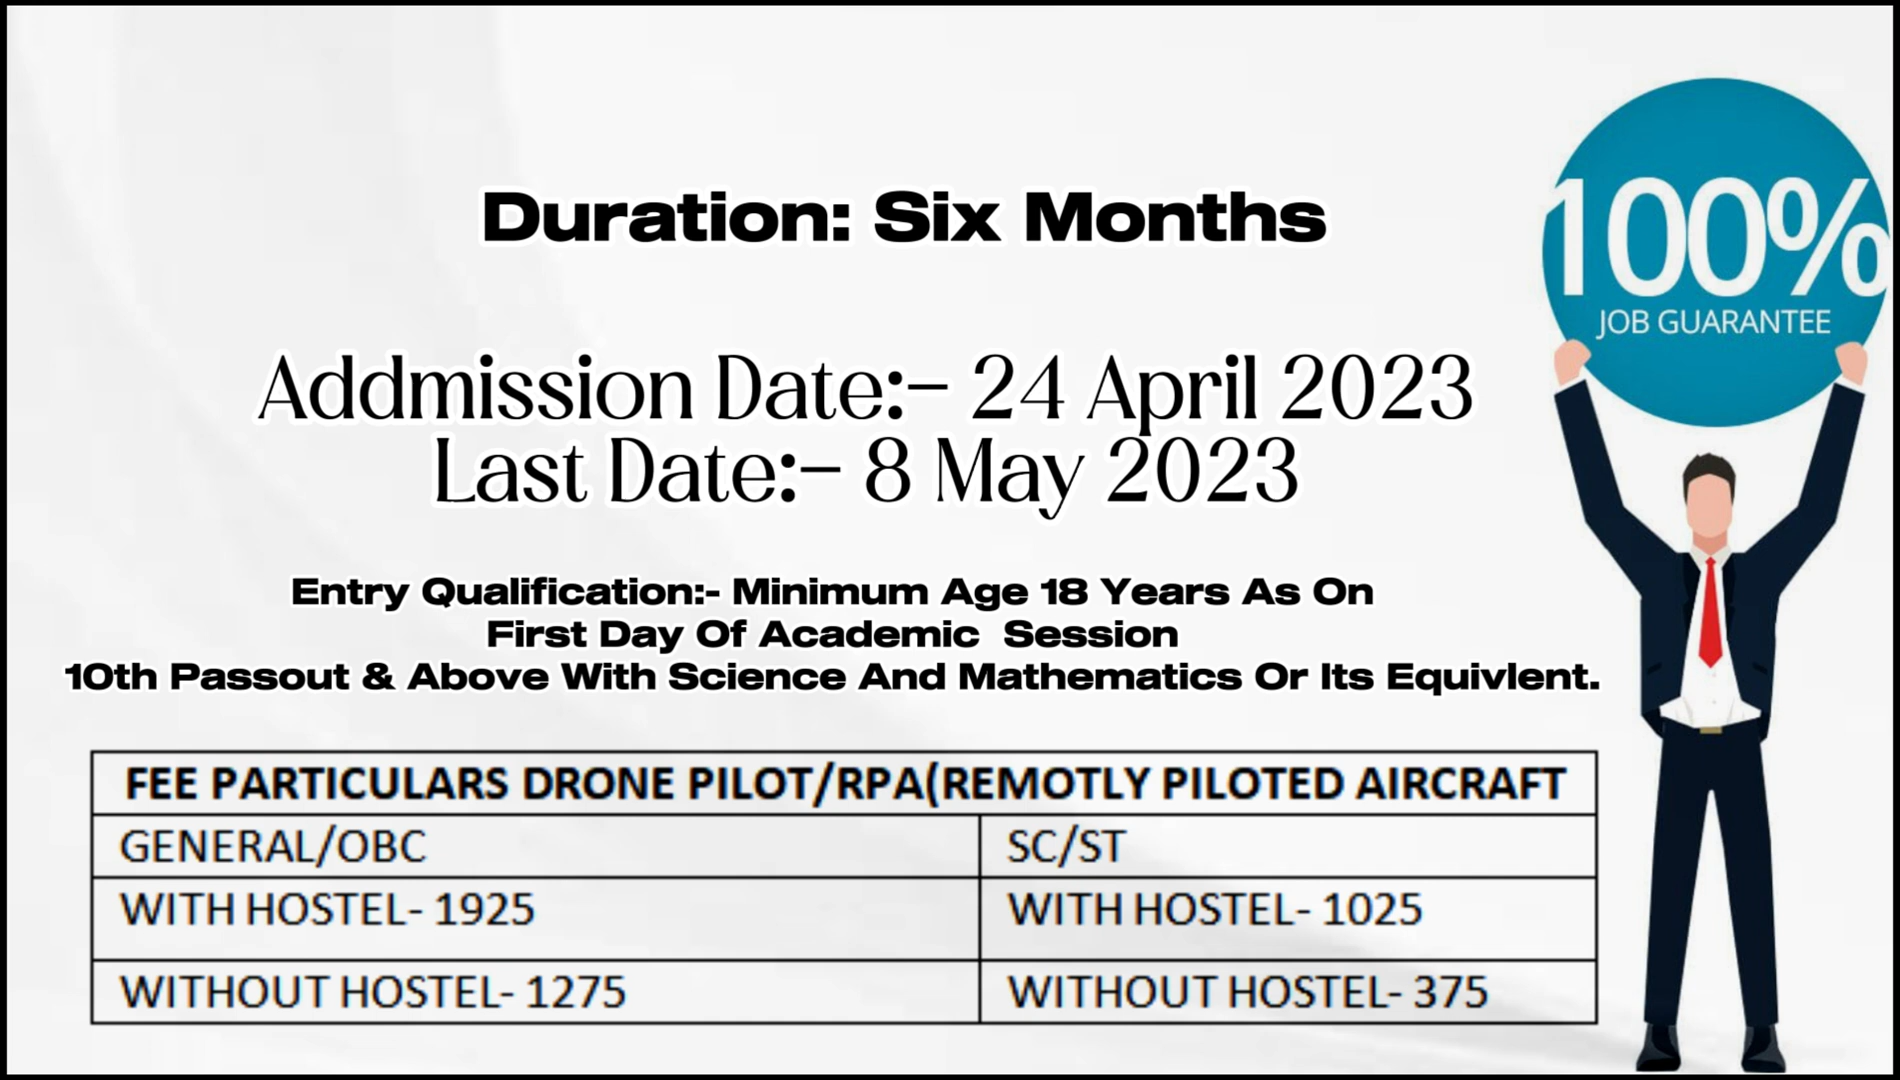 Duration: Six Months
100%
JOB GUARANTEE
Addmission Date:- 24 April 2023
Last Date:- 8 May 2023
Entry Qualification:- Minimum Age 18 Years As On
First Day Of Academic Session
10th Passout & Above With Science And Mathematics Or Its Equivlent.
FEE PARTICULARS DRONE PILOT/RPA(REMOTLY PILOTED AIRCRAFT
GENERAL/OBC
SC/ST
WITH HOSTEL- 1925
WITH HOSTEL- 1025
WITHOUT HOSTEL- 1275
WITHOUT HOSTEL- 375